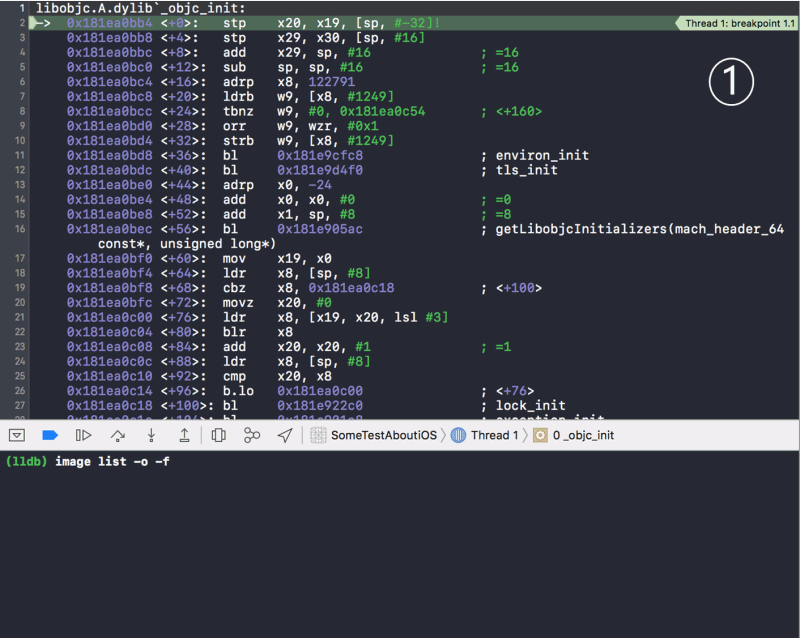 1 libobjc.A.dylib`_objc_init:
2 -> 0x181ea0bb4 <+0>: stp x20, x19, [sp, #-32]! Thread 1: breakpoint 1.1
3 0x181ea0bb8 <+4>: stp x29, x30, [sp, #16]
4 0x181ea0bbc <+8>: add x29, sp, #16 ; =16
5 0x181ea0bc0 <+12>: sub sp, sp, #16 ; =16
6 0x181ea0bc4 <+16>: adrp x8, 122791
7 0x181ea0bc8 <+20>: ldrb w9, [x8, #1249]
8 0x181ea0bcc <+24>: tbnz w9, #0, 0x181ea0c54 ; <+160>
9 0x181ea0bd0 <+28>: orr w9, wzr, #0x1
10 0x181ea0bd4 <+32>: strb w9, [x8, #1249]
11 0x181ea0bd8 <+36>: bl 0x181e9cfc8 ; environ_init
12 0x181ea0bdc <+40>: bl 0x181e9d4f0 ; tls_init
13 0x181ea0be0 <+44>: adrp x0, -24
14 0x181ea0be4 <+48>: add x0, x0, #0 ; =0
15 0x181ea0be8 <+52>: add x1, sp, #8 ; =8
16 0x181ea0bec <+56>: bl 0x181e905ac ; getLibobjcInitializers(mach_header_64
const*, unsigned long*)
17 0x181ea0bf0 <+60>: mov x19, x0
18 0x181ea0bf4 <+64>: ldr x8, [sp, #8]
19 0x181ea0bf8 <+68>: cbz x8, 0x181ea0c18 ; <+100>
20 0x181ea0bfc <+72>: movz x20, #0
21 0x181ea0c00 <+76>: ldr x8, [x19, x20, lsl #3]
22 0x181ea0c04 <+80>: blr x8
23 0x181ea0c08 <+84>: add x20, x20, #1 ; =1
24 0x181ea0c0c <+88>: ldr x8, [sp, #8]
25 0x181ea0c10 <+92>: cmp x20, x8
26 0x181ea0c14 <+96>: b.lo 0x181ea0c00 ; <+76>
27 0x181ea0c18 <+100>: bl 0x181e922c0 ; lock_init
①
SomeTestAboutiOS Thread 1 0 _objc_init
(lldb) image list -o -f